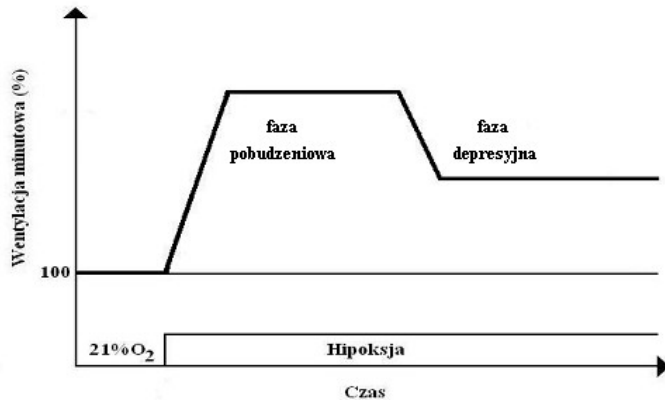 Wentylacja minutowa (%)
faza
pobudzeniowa
faza
depresyjna
100
21%O₂
Hipoksja
Czas